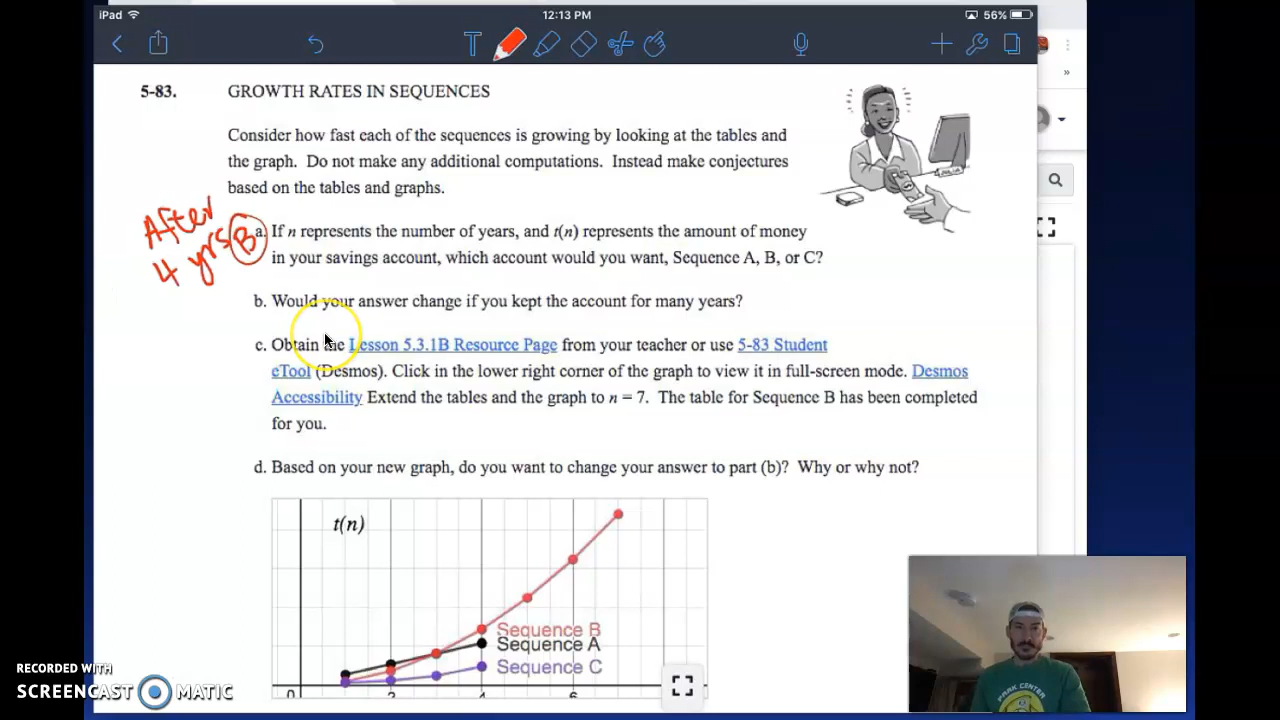 iPad
12:13 PM
56%
T
»
5-83. GROWTH RATES IN SEQUENCES
Consider how fast each of the sequences is growing by looking at the tables and
the graph. Do not make any additional computations. Instead make conjectures
based on the tables and graphs.
After
4 yrs B
a. If n represents the number of years, and t(n) represents the amount of money
in your savings account, which account would you want, Sequence A, B, or C?
b. Would your answer change if you kept the account for many years?
c. Obtain the Lesson 5.3.1B Resource Page from your teacher or use 5-83 Student
eTool (Desmos). Click in the lower right corner of the graph to view it in full-screen mode. Desmos
Accessibility Extend the tables and the graph to n = 7. The table for Sequence B has been completed
for you.
d. Based on your new graph, do you want to change your answer to part (b)? Why or why not?
t(n)
Sequence B
Sequence A
Sequence C
0 2 4 6
RECORDED WITH
SCREENCAST MATIC
PARK CENTER